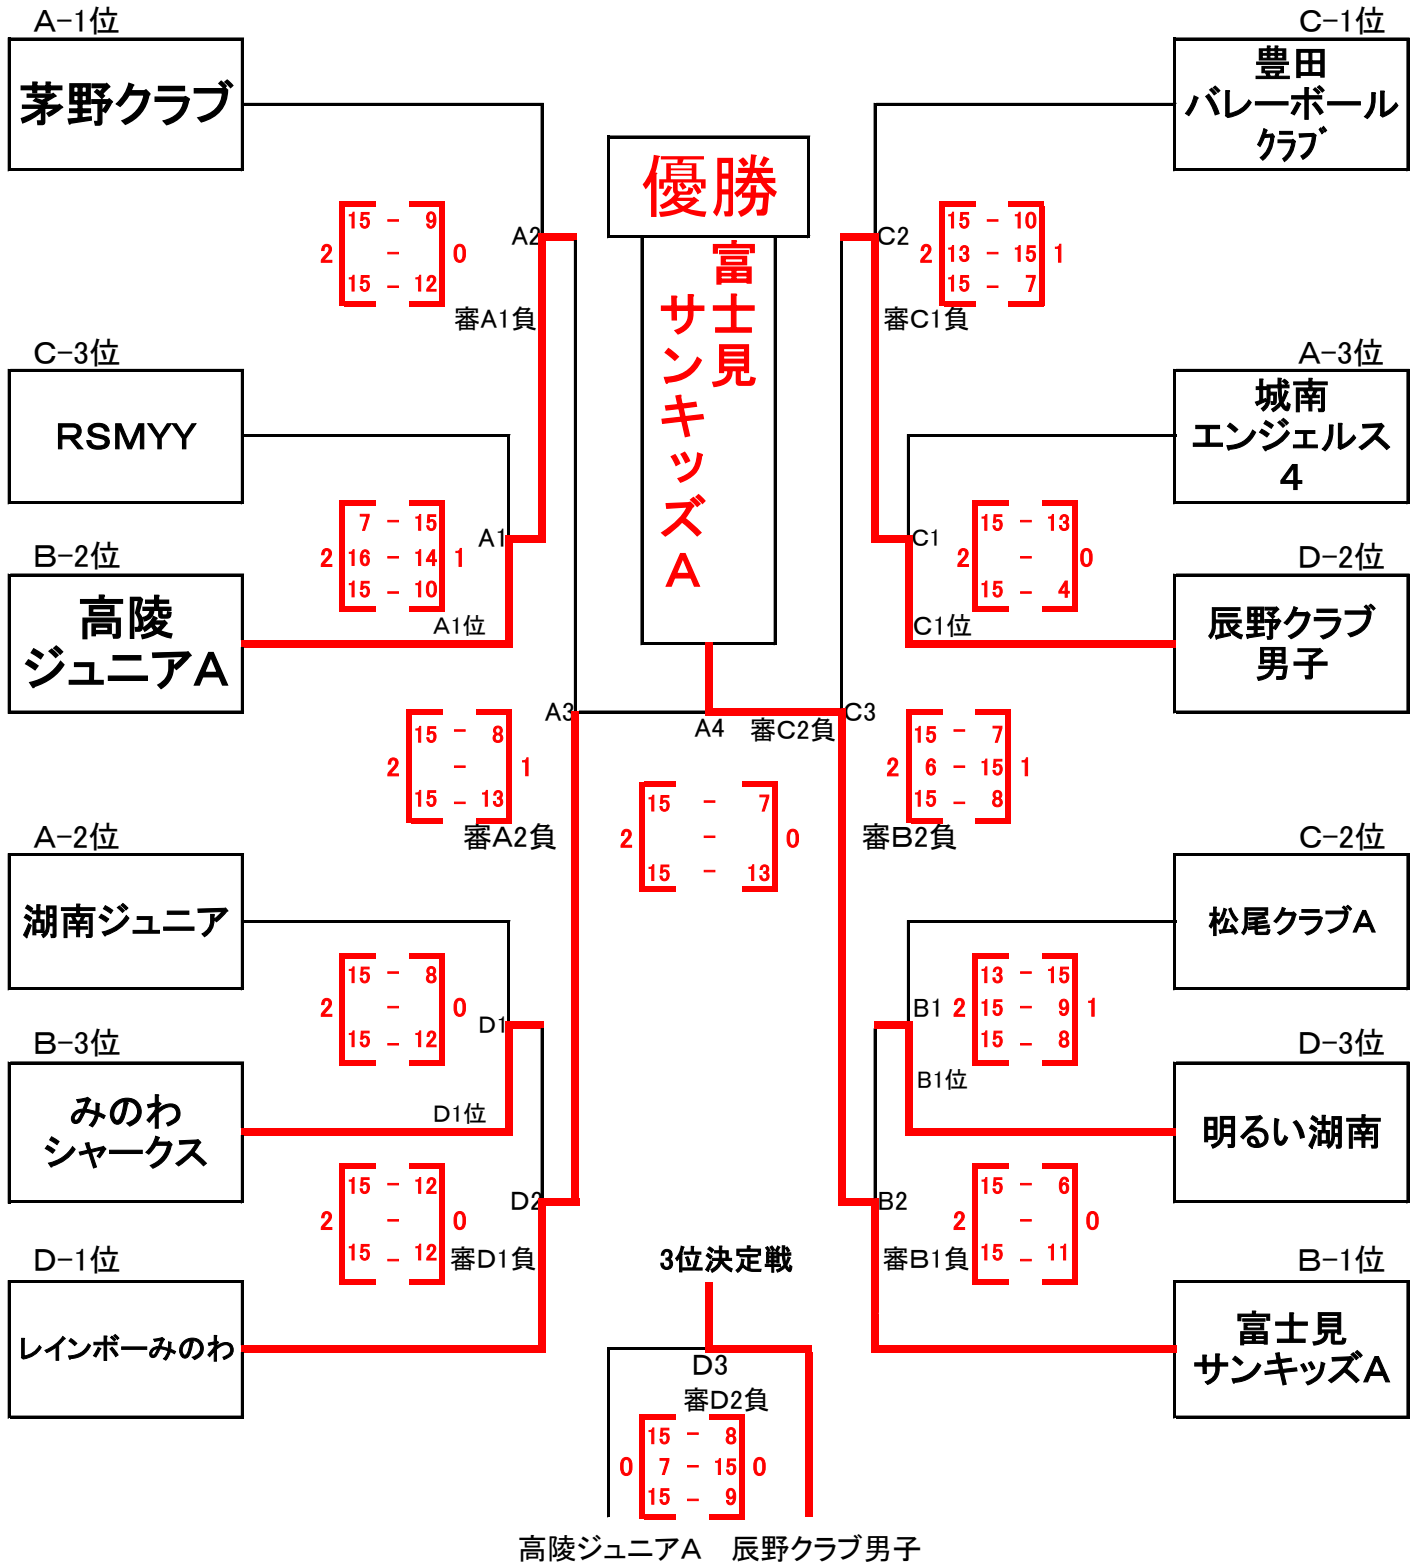 A-1位
茅野クラブ
C-1位
豊田
バレーボール
クラブ
優勝
富士見
サンキッズA
15 - 9
2 - 0
15 - 12
A2
審A1負
C2
15 - 10
2 13 - 15 1
15 - 7
審C1負
C-3位
RSMYY
A-3位
城南
エンジェルス
4
7 - 15
2 16 - 14 1
15 - 10
A1
A1位
C1
15 - 13
2 - 0
15 - 4
C1位
B-2位
高陵
ジュニアA
D-2位
辰野クラブ
男子
A3
15 - 8
2 - 1
15 - 13
審A2負
A4
審C2負
C3
15 - 7
2 - 0
15 - 13
15 - 7
2 6 - 15 1
15 - 8
審B2負
A-2位
湖南ジュニア
C-2位
松尾クラブA
15 - 8
2 - 0
15 - 12
D1
D1位
B1
13 - 15
2 15 - 9 1
15 - 8
B1位
B-3位
みのわ
シャークス
D-3位
明るい湖南
15 - 12
2 - 0
15 - 12
D2
審D1負
B2
15 - 6
2 - 0
15 - 11
審B1負
D-1位
レインボーみのわ
B-1位
富士見
サンキッズA
3位決定戦
D3
審D2負
15 - 8
0 7 - 15 0
15 - 9
高陵ジュニアA 辰野クラブ男子